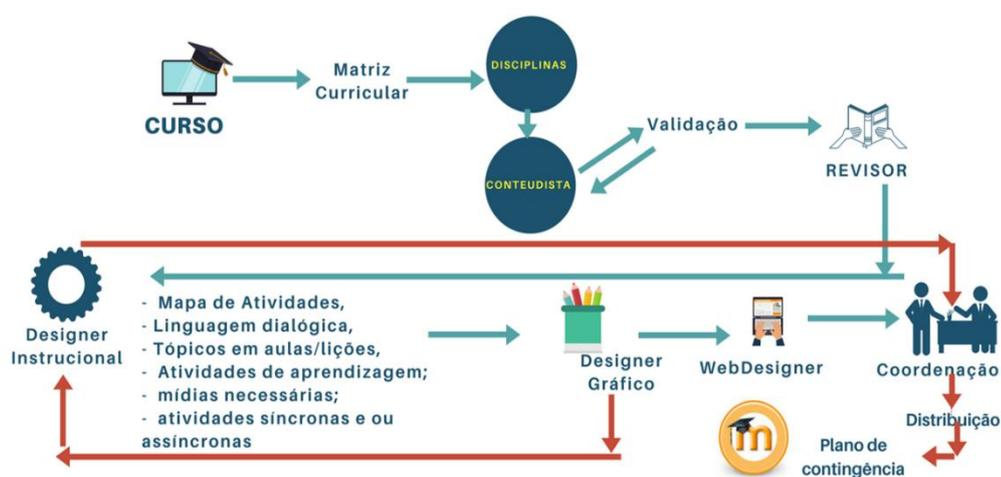 CURSO
Matriz
Curricular
DISCIPLINAS
CONTEUDISTA
Validação
REVISOR
Designer
Instrucional
- Mapa de Atividades,
- Linguagem dialógica,
- Tópicos em aulas/lições,
- Atividades de aprendizagem;
- mídias necessárias;
- atividades síncronas e ou
assíncronas
Designer
Gráfico
WebDesigner
Coordenação
Distribuição
m
Plano de
contingência